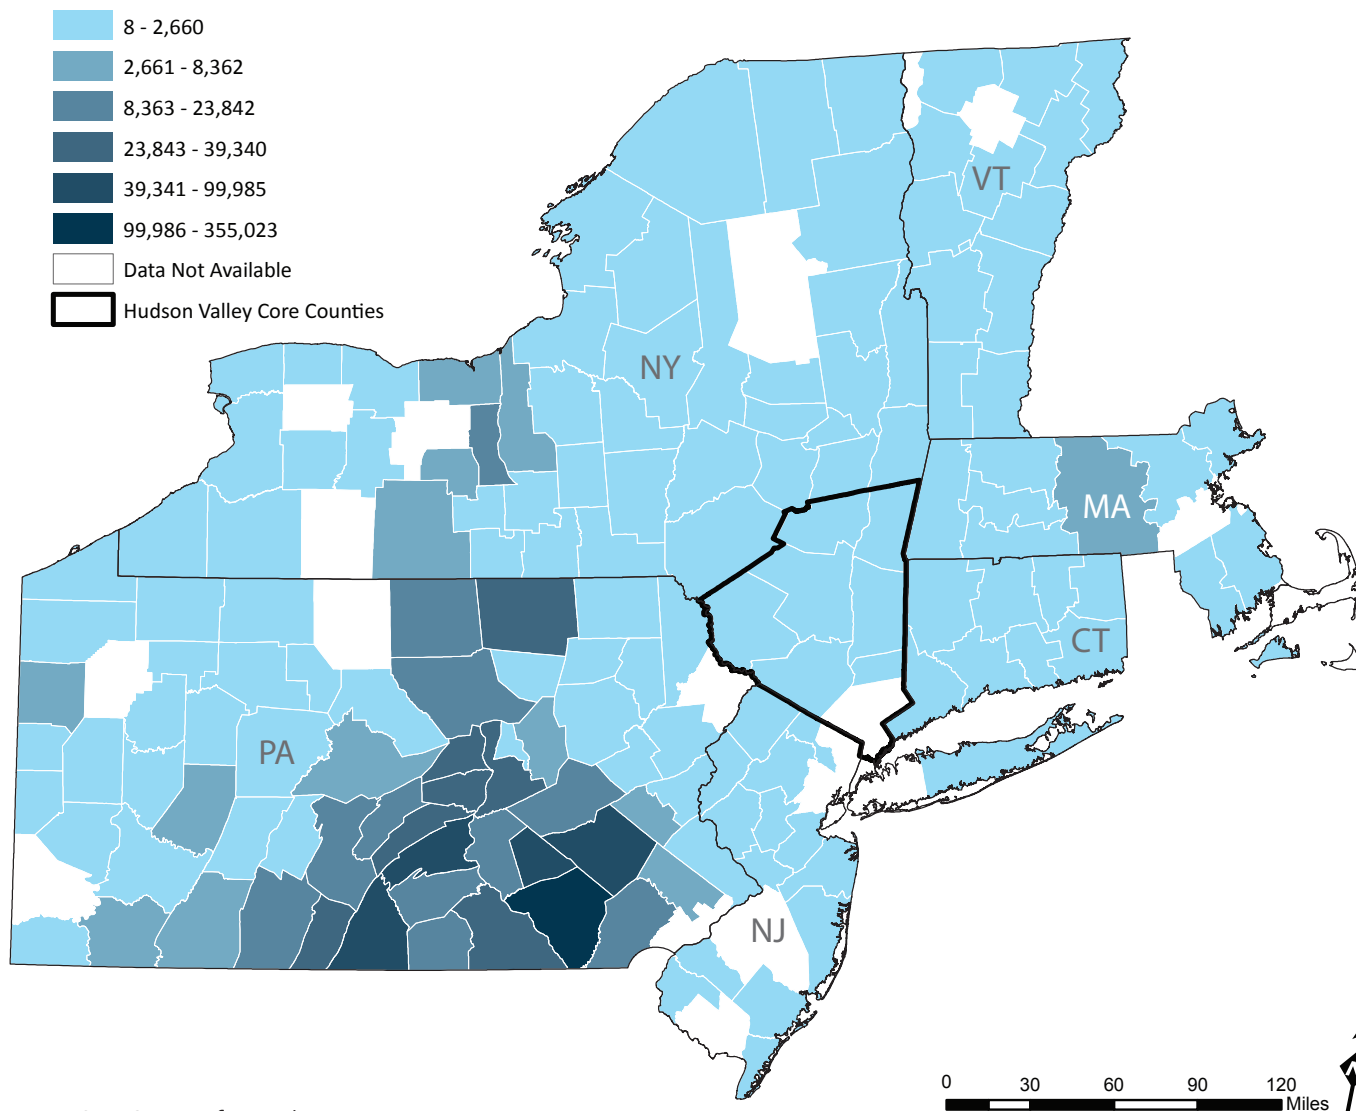 8 - 2,660
2,661 - 8,362
8,363 - 23,842
23,843 - 39,340
39,341 - 99,985
99,986 - 355,023
Data Not Available
Hudson Valley Core Counties
VT
NY
MA
CT
PA
NJ
0 30 60 90 120
Miles